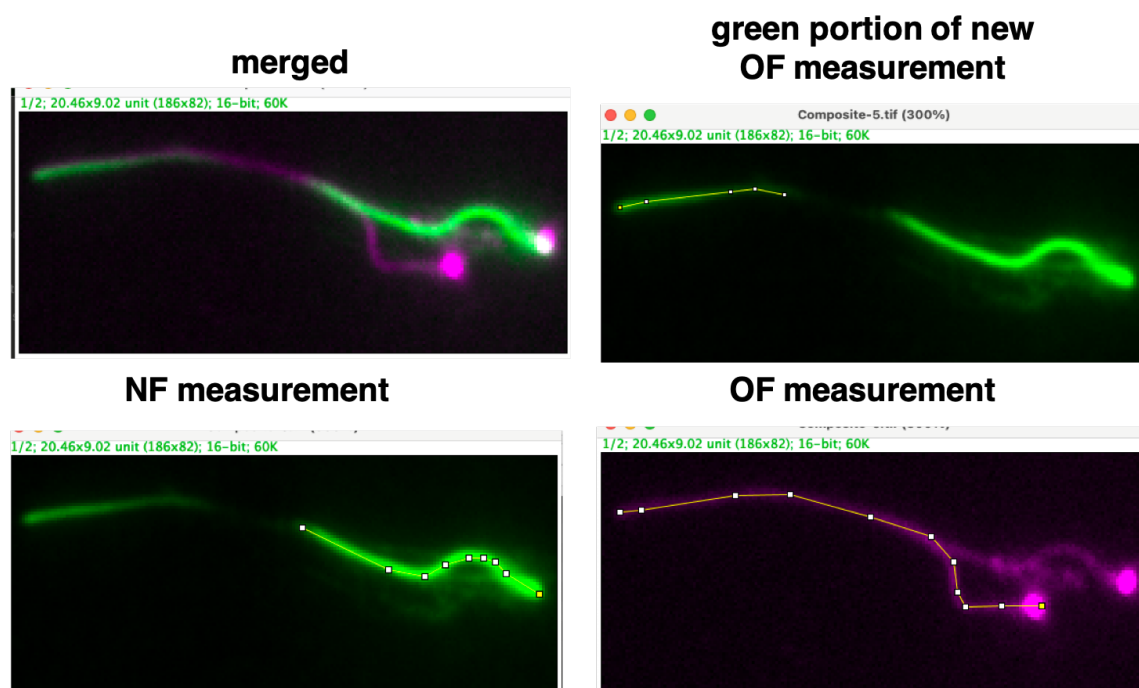 merged
1/2; 20.46x9.02 unit (186x82); 16-bit; 60K
green portion of new
OF measurement
Composite-5.tif (300%)
1/2; 20.46x9.02 unit (186x82); 16-bit; 60K
NF measurement
1/2; 20.46x9.02 unit (186x82); 16-bit; 60K
OF measurement
1/2; 20.46x9.02 unit (186x82); 16-bit; 60K